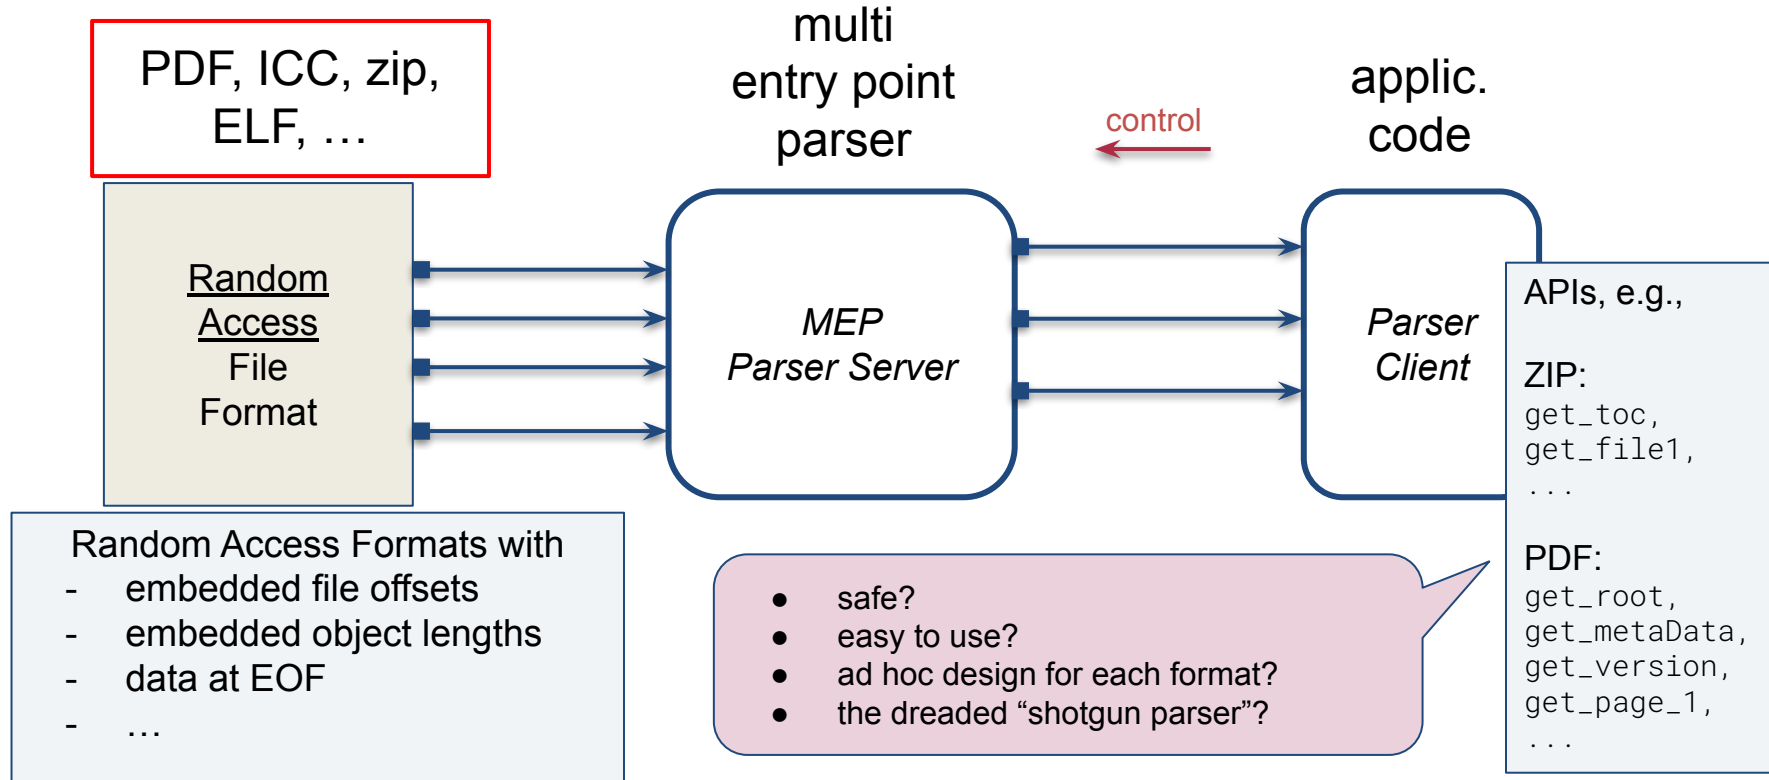 PDF, ICC, zip,
ELF, …
multi
entry point
parser
control
applic.
code
Random
Access
File
Format
MEP
Parser Server
Parser
Client
APIs, e.g.,
ZIP:
get_toc,
get_file1,
...
PDF:
get_root,
get_metaData,
get_version,
get_page_1,
...
Random Access Formats with
- embedded file offsets
- embedded object lengths
- data at EOF
- …
● safe?
● easy to use?
● ad hoc design for each format?
● the dreaded “shotgun parser”?